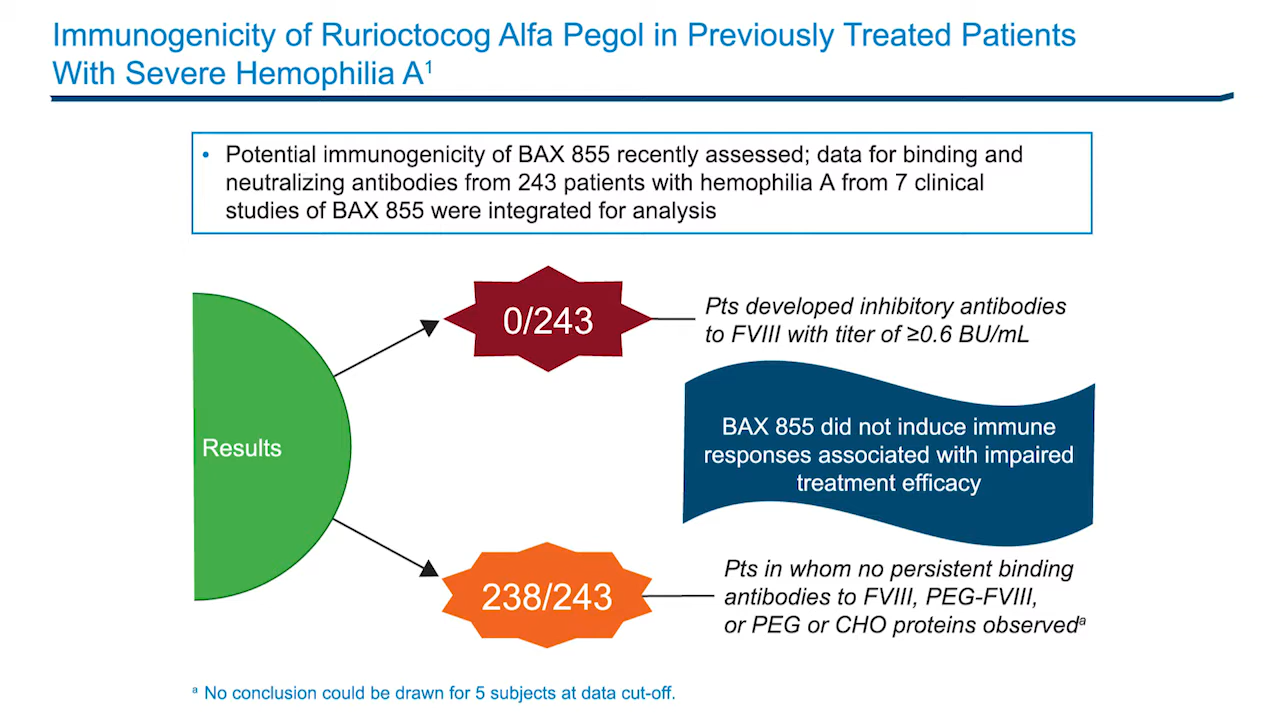 Immunogenicity of Rurioctocog Alfa Pegol in Previously Treated Patients
With Severe Hemophilia A¹
• Potential immunogenicity of BAX 855 recently assessed; data for binding and
neutralizing antibodies from 243 patients with hemophilia A from 7 clinical
studies of BAX 855 were integrated for analysis
Results
0/243
Pts developed inhibitory antibodies
to FVIII with titer of ≥0.6 BU/mL
BAX 855 did not induce immune
responses associated with impaired
treatment efficacy
238/243
Pts in whom no persistent binding
antibodies to FVIII, PEG-FVIII,
or PEG or CHO proteins observedᵃ
ᵃ No conclusion could be drawn for 5 subjects at data cut-off.